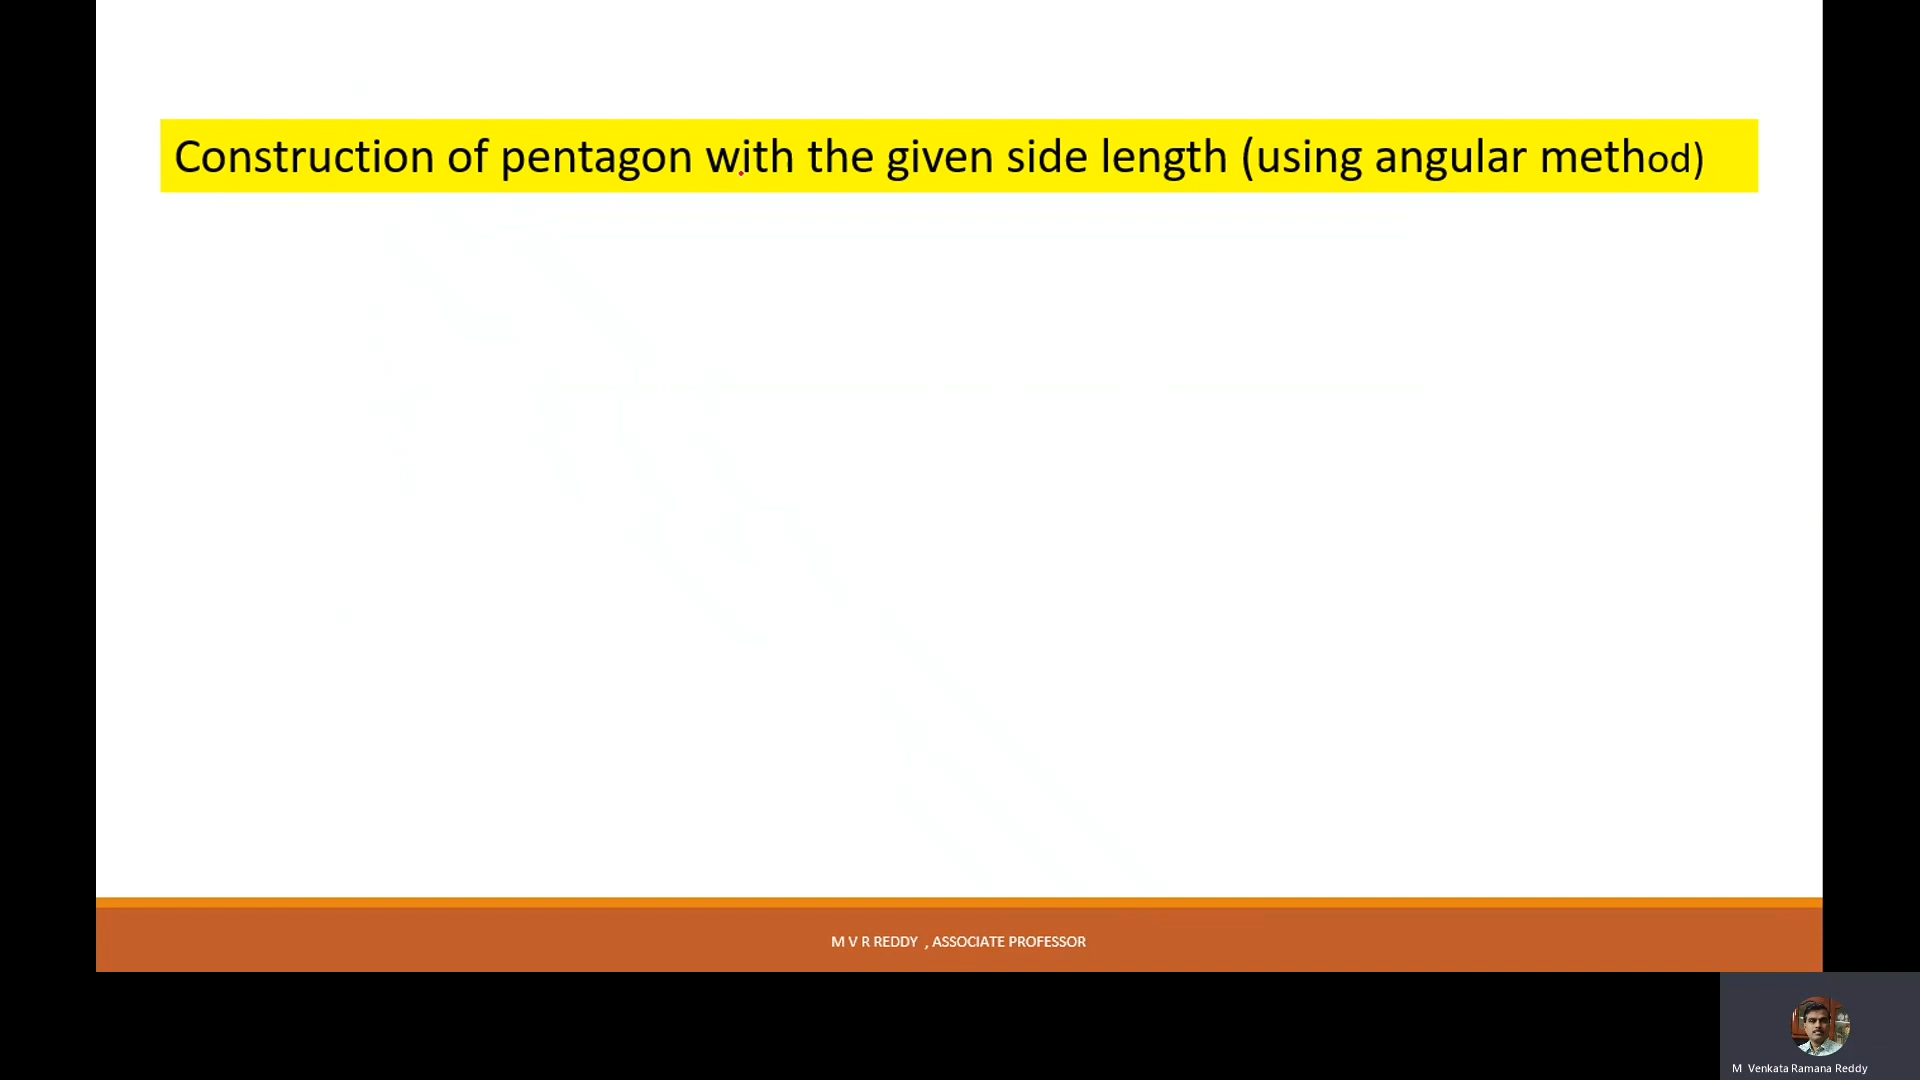 Construction of pentagon with the given side length (using angular method)
M V R REDDY , ASSOCIATE PROFESSOR
M Venkata Ramana Reddy